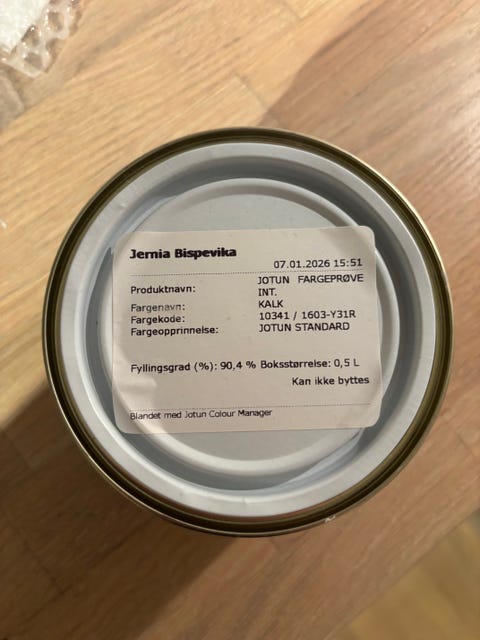 Jernia Bispevika
07.01.2026 15:51
Produktnavn: JOTUN FARGEPRØVE
INT.
Fargenavn: KALK
Fargekode: 10341 / 1603-Y31R
Fargeopprinnelse: JOTUN STANDARD
Fyllingsgrad (%): 90,4 % Boksstørrelse: 0,5 L
Kan ikke byttes
Blandet med Jotun Colour Manager